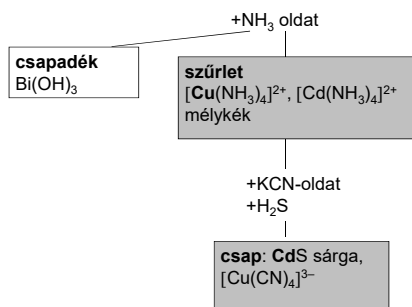 +NH₃ oldat
csapadék
Bi(OH)₃
szűrlet
[Cu(NH₃)₄]²⁺, [Cd(NH₃)₄]²⁺
mélykék
+KCN-oldat
+H₂S
csap: CdS sárga,
[Cu(CN)₄]³⁻